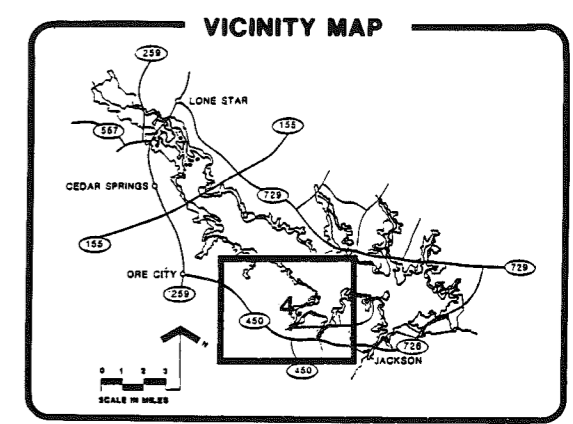 VICINITY MAP
259
LONE STAR
155
567
CEDAR SPRINGS
729
155
ORE CITY
729
259
4
450
726
JACKSON
450
N
0 1 2 3
SCALE IN MILES